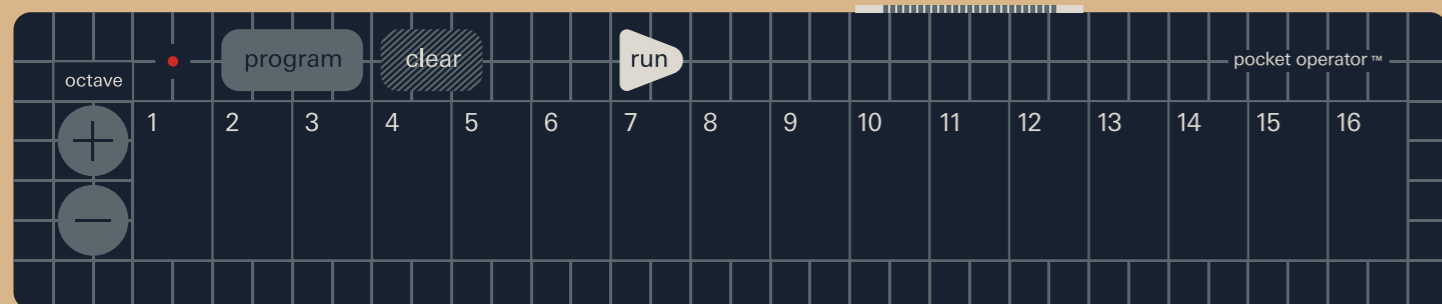 program clear run pocket operator™
octave
1 2 3 4 5 6 7 8 9 10 11 12 13 14 15 16